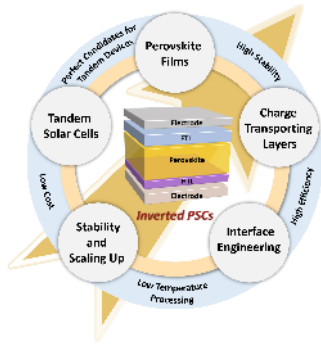 Perovskite
Films
High Stability
Charge
Transporting
Layers
High Efficiency
Interface
Engineering
Low Temperature
Processing
Stability
and
Scaling Up
Low Cost
Tandem
Solar Cells
Perfect Candidates for
Tandem Devices
Electrode
ETL
Perovskite
HTL
Electrode
Inverted PSCs